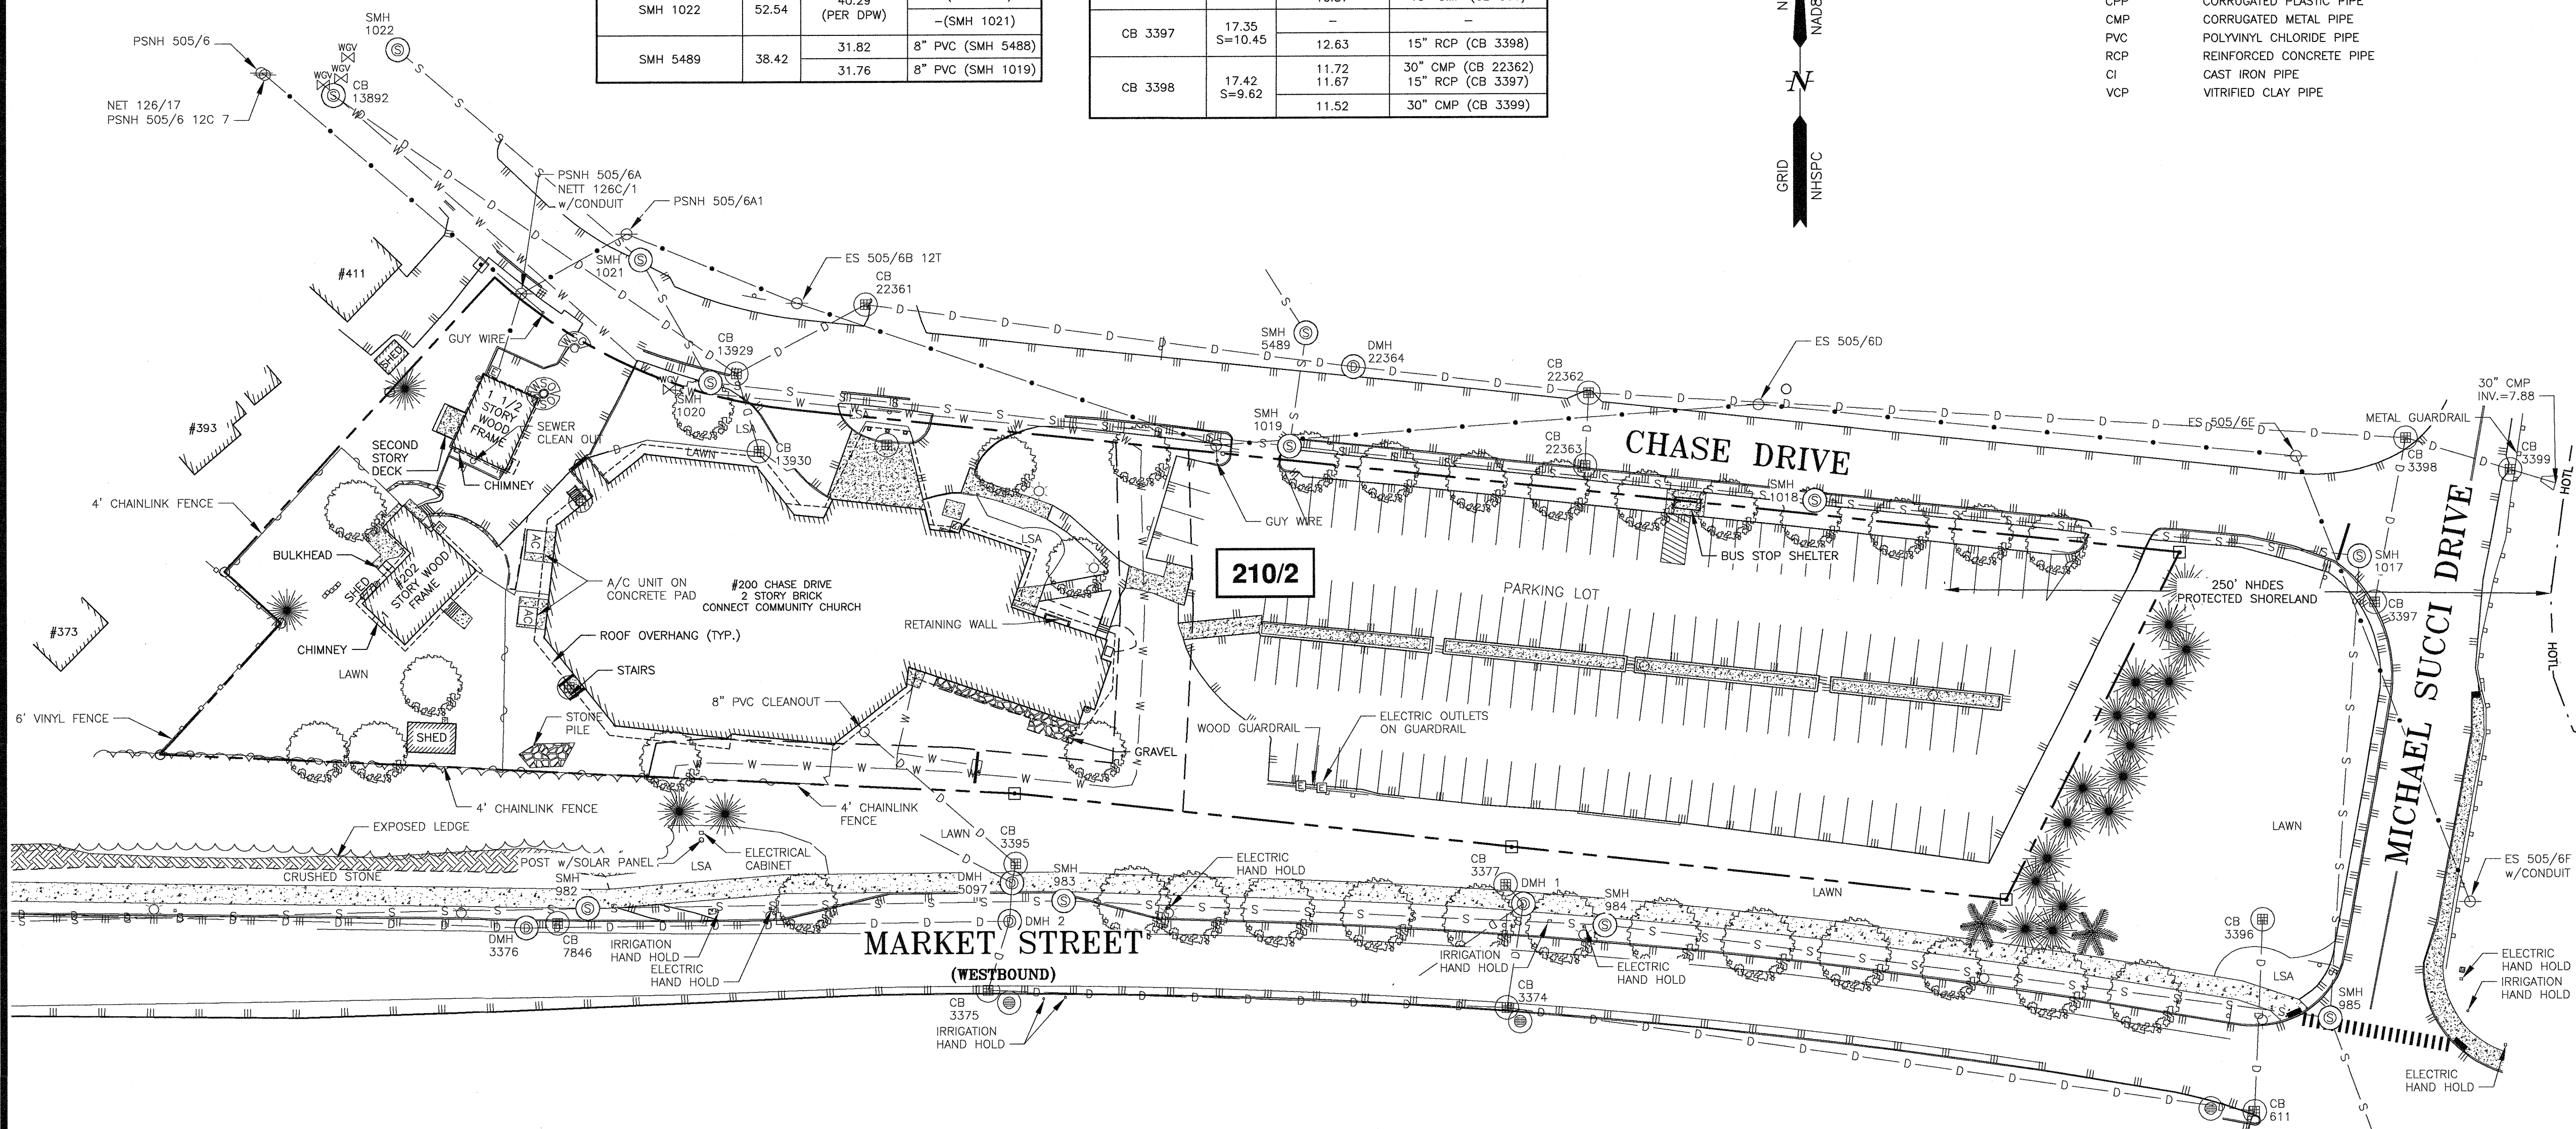 SMH 1022
52.54
40.29
(PER DPW)
-(SMH 1021)
SMH 5489
38.42
31.82
8" PVC (SMH 5488)
31.76
8" PVC (SMH 1019)
CB 3397
17.35
S=10.45
-
-
12.63
15" RCP (CB 3398)
CB 3398
17.42
S=9.62
11.72
30" CMP (CB 22362)
11.67
15" RCP (CB 3397)
11.52
30" CMP (CB 3399)
N
NAD8
N
GRID
NHSPC
CPP CORRUGATED PLASTIC PIPE
CMP CORRUGATED METAL PIPE
PVC POLYVINYL CHLORIDE PIPE
RCP REINFORCED CONCRETE PIPE
CI CAST IRON PIPE
VCP VITRIFIED CLAY PIPE
PSNH 505/6
SMH
1022
WGV
WGV
WGV
CB
13892
NET 126/17
PSNH 505/6 12C 7
PSNH 505/6A
NETT 126C/1
w/CONDUIT
PSNH 505/6A1
SMH
1021
ES 505/6B 12T
CB
22361
#411
GUY WIRE
SHED
WSO
CB
13929
WGV
SMH
1020
LSA
LSA
CB
13930
SMH
5489
DMH
22364
CB
22362
ES 505/6D
30" CMP
INV.=7.88
METAL GUARDRAIL
ES 505/6E
CB
3399
CB
3398
HOTL
#393
1 1/2
STORY
WOOD
FRAME
WSO
SO
SEWER
CLEAN OUT
SECOND
STORY
DECK
CHIMNEY
LAWN
SMH
1019
CB
22363
CHASE DRIVE
SMH
1018
GUY WIRE
BUS STOP SHELTER
SMH
1017
4' CHAINLINK FENCE
BULKHEAD
SHED
#202
1 STORY WOOD
FRAME
AC
AC
A/C UNIT ON
CONCRETE PAD
#200 CHASE DRIVE
2 STORY BRICK
CONNECT COMMUNITY CHURCH
LSA
210/2
PARKING LOT
250' NHDES
PROTECTED SHORELAND
CB
3397
HOTL
MICHAEL SUCCI DRIVE
#373
CHIMNEY
LAWN
ROOF OVERHANG (TYP.)
STAIRS
RETAINING WALL
8" PVC CLEANOUT
6' VINYL FENCE
SHED
STONE
PILE
GRAVEL
WOOD GUARDRAIL
ELECTRIC OUTLETS
ON GUARDRAIL
E
E
4' CHAINLINK FENCE
4' CHAINLINK
FENCE
EXPOSED LEDGE
CRUSHED STONE
POST w/SOLAR PANEL
LSA
ELECTRICAL
CABINET
LAWN
CB
3395
DMH
5097
SMH
983
ELECTRIC
HAND HOLD
CB
3377
DMH 1
SMH
984
LAWN
LAWN
ES 505/6F
w/CONDUIT
SMH
982
DMH
3376
CB
7846
IRRIGATION
HAND HOLD
ELECTRIC
HAND HOLD
DMH 2
MARKET STREET
(WESTBOUND)
CB
3375
IRRIGATION
HAND HOLD
IRRIGATION
HAND HOLD
ELECTRIC
HAND HOLD
CB
3374
CB
3396
LSA
SMH
985
ELECTRIC
HAND HOLD
IRRIGATION
HAND HOLD
ELECTRIC
HAND HOLD
CB
611